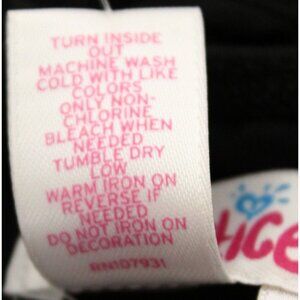 TURN INSIDE
OUT
MACHINE WASH
COLD WITH LIKE
COLORS
ONLY NON-
CHLORINE
BLEACH WHEN
NEEDED
TUMBLE DRY
LOW
WARM IRON ON
REVERSE IF
NEEDED
DO NOT IRON ON
DECORATION
RN107931